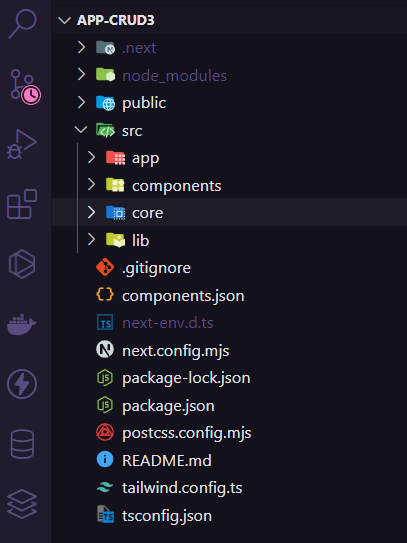 APP-CRUD3
.next
node_modules
public
src
app
components
core
lib
.gitignore
components.json
next-env.d.ts
next.config.mjs
package-lock.json
package.json
postcss.config.mjs
README.md
tailwind.config.ts
tsconfig.json